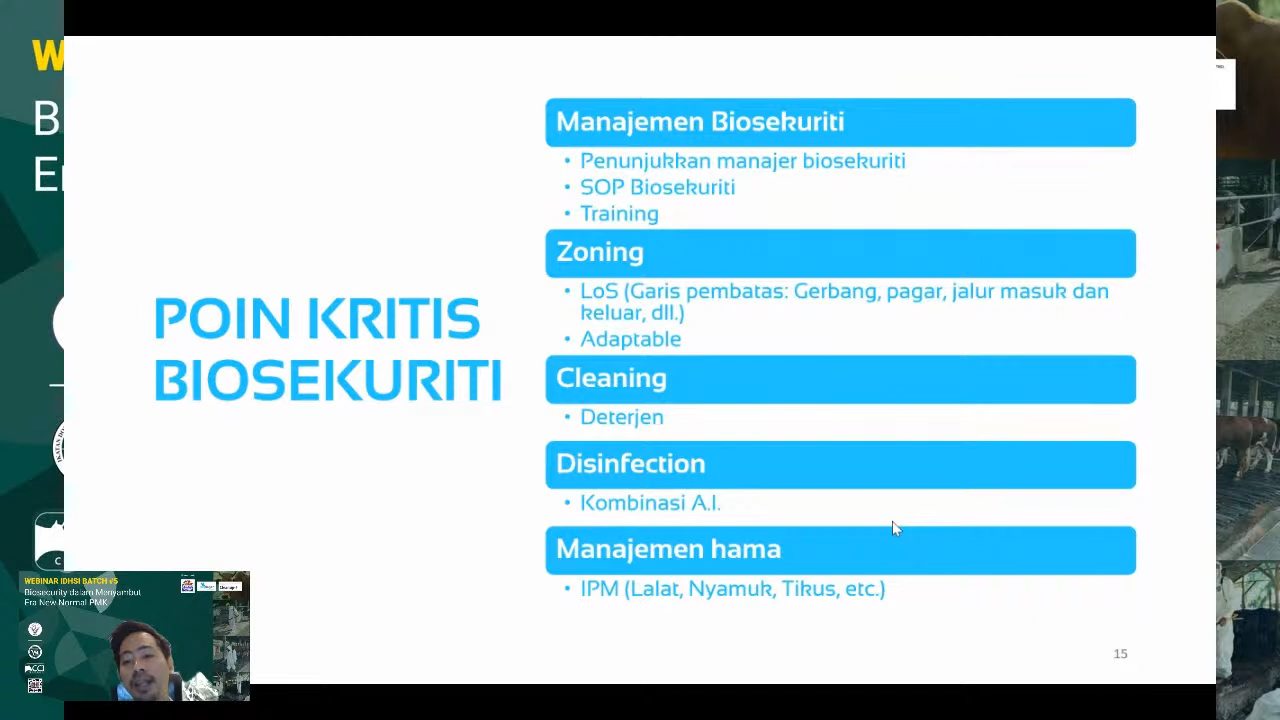 POIN KRITIS
BIOSEKURITI
Manajemen Biosekuriti
• Penunjukkan manajer biosekuriti
• SOP Biosekuriti
• Training
Zoning
• LoS (Garis pembatas: Gerbang, pagar, jalur masuk dan
keluar, dll.)
• Adaptable
Cleaning
• Deterjen
Disinfection
• Kombinasi A.I.
Manajemen hama
• IPM (Lalat, Nyamuk, Tikus, etc.)
15
WEBINAR IDHSI BATCH #5
Biosecurity dalam Menyambut
Era New Normal PMK